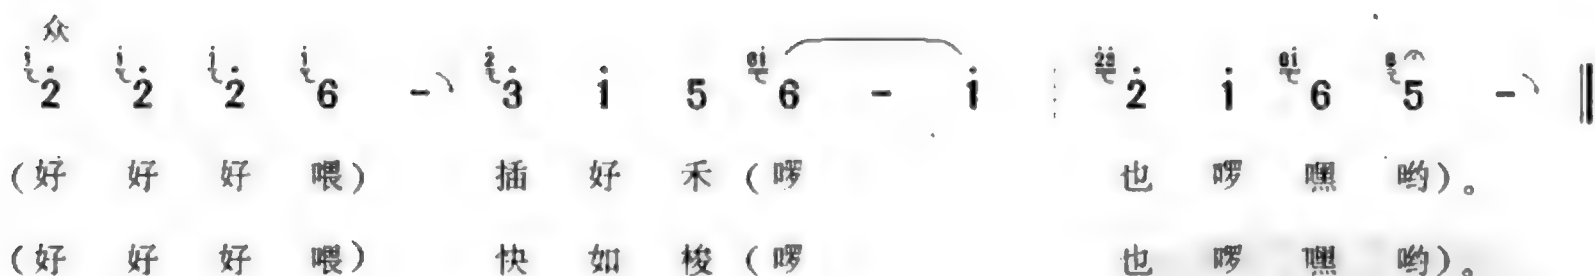 众
2̇ 2̇ 2̇ 6 - 3̇ 1̇ 5 6 - 1̇ 2̇ 1̇ 6 5 - ‖
(好 好 好 喂) 插 好 禾 (啰 也 啰 嘿 哟)。
(好 好 好 喂) 快 如 梭 (啰 也 啰 嘿 哟)。